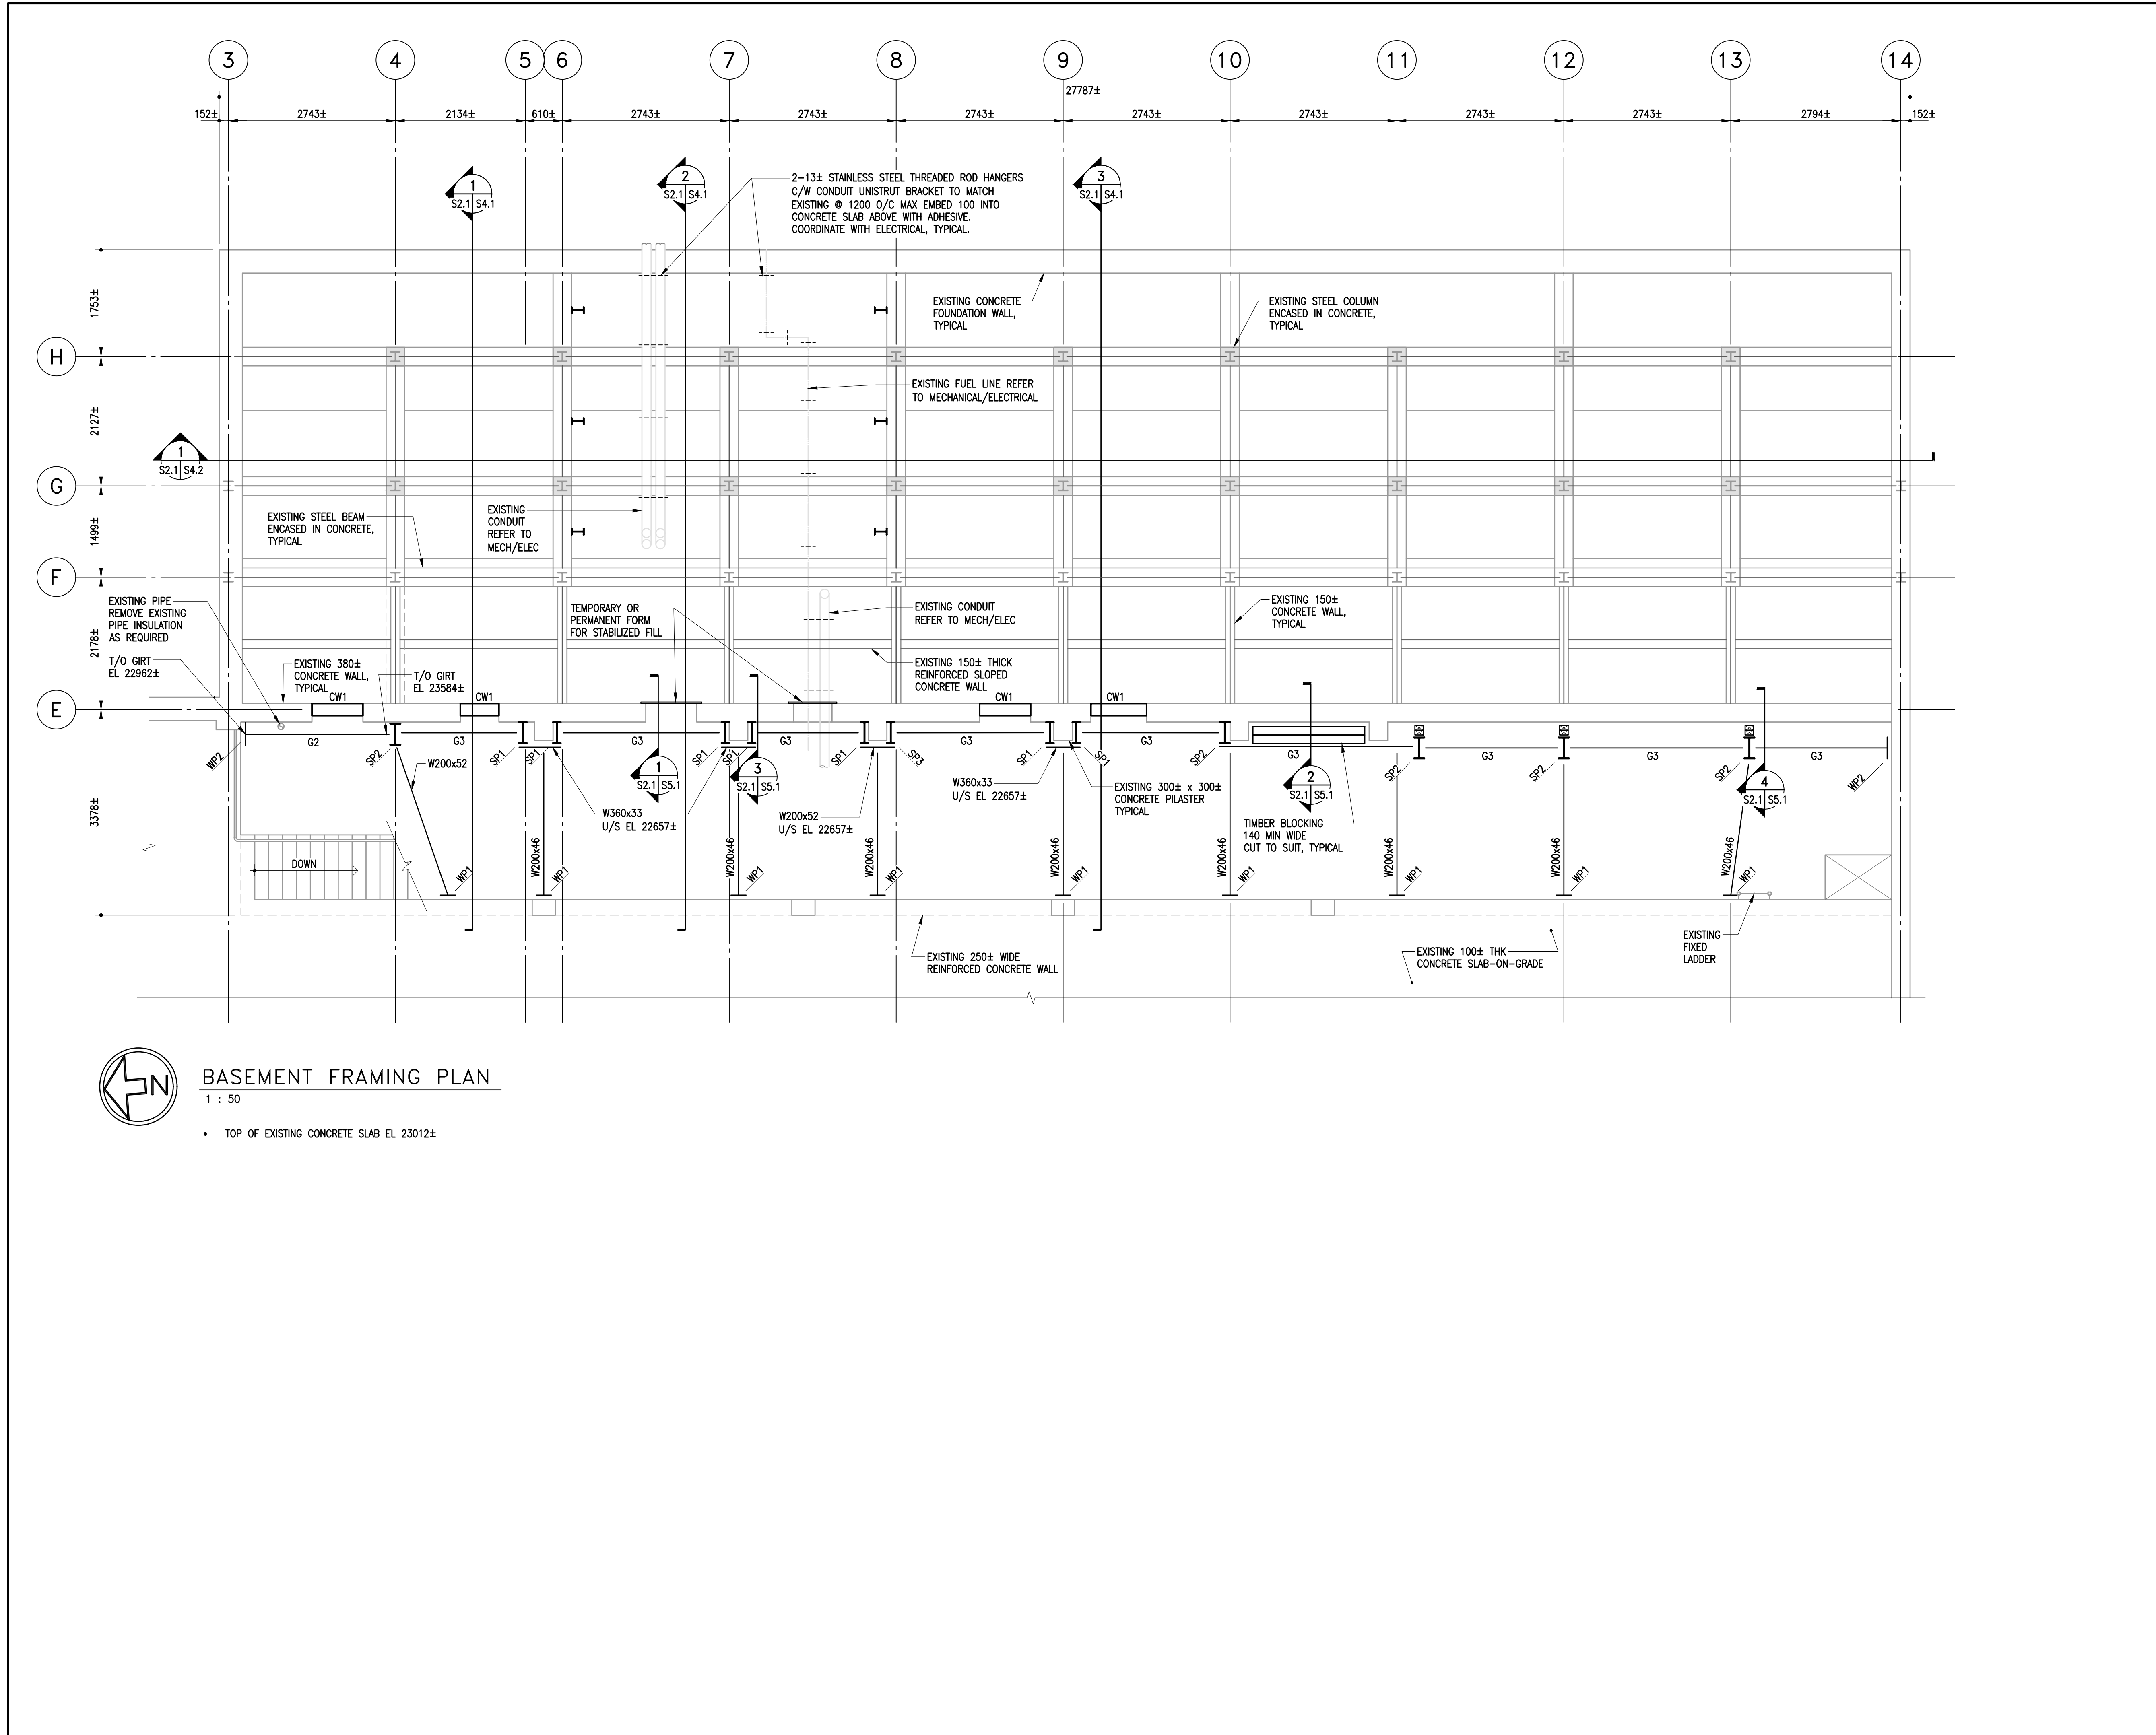 3
4
5
6
7
8
9
10
11
12
13
14
27787±
152±
2743±
2134±
610±
2743±
2743±
2743±
2743±
2743±
2743±
2743±
2794±
152±
1
S2.1
S4.1
2
S2.1
S4.1
2-13± STAINLESS STEEL THREADED ROD HANGERS
C/W CONDUIT UNISTRUT BRACKET TO MATCH
EXISTING @ 1200 O/C MAX EMBED 100 INTO
CONCRETE SLAB ABOVE WITH ADHESIVE.
COORDINATE WITH ELECTRICAL, TYPICAL.
3
S2.1
S4.1
1753±
2127±
1499±
2178±
3378±
H
G
F
E
EXISTING CONCRETE
FOUNDATION WALL,
TYPICAL
EXISTING STEEL COLUMN
ENCASED IN CONCRETE,
TYPICAL
EXISTING FUEL LINE REFER
TO MECHANICAL/ELECTRICAL
1
S2.1
S4.2
EXISTING STEEL BEAM
ENCASED IN CONCRETE,
TYPICAL
EXISTING
CONDUIT
REFER TO
MECH/ELEC
EXISTING PIPE
REMOVE EXISTING
PIPE INSULATION
AS REQUIRED
T/O GIRT
EL 22962±
EXISTING 380±
CONCRETE WALL,
TYPICAL
T/O GIRT
EL 23584±
TEMPORARY OR
PERMANENT FORM
FOR STABILIZED FILL
EXISTING CONDUIT
REFER TO MECH/ELEC
EXISTING 150± THICK
REINFORCED SLOPED
CONCRETE WALL
EXISTING 150±
CONCRETE WALL,
TYPICAL
CW1
CW1
CW1
CW1
G2
G3
G3
G3
G3
G3
G3
G3
G3
G3
WP2
SP2
SP1
SP1
SP1
SP1
SP1
SP3
SP1
SP1
SP2
SP2
SP2
SP2
WP2
1
S2.1
S5.1
3
S2.1
S5.1
2
S2.1
S5.1
4
S2.1
S5.1
W200x52
W360x33
U/S EL 22657±
W200x52
U/S EL 22657±
W360x33
U/S EL 22657±
EXISTING 300± x 300±
CONCRETE PILASTER
TYPICAL
TIMBER BLOCKING
140 MIN WIDE
CUT TO SUIT, TYPICAL
W200x46
W200x46
W200x46
W200x46
W200x46
W200x46
W200x46
W200x46
WP1
WP1
WP1
WP1
WP1
WP1
WP1
WP1
WP1
DOWN
EXISTING 250± WIDE
REINFORCED CONCRETE WALL
EXISTING 100± THK
CONCRETE SLAB-ON-GRADE
EXISTING
FIXED
LADDER
N
BASEMENT FRAMING PLAN
1 : 50
• TOP OF EXISTING CONCRETE SLAB EL 23012±